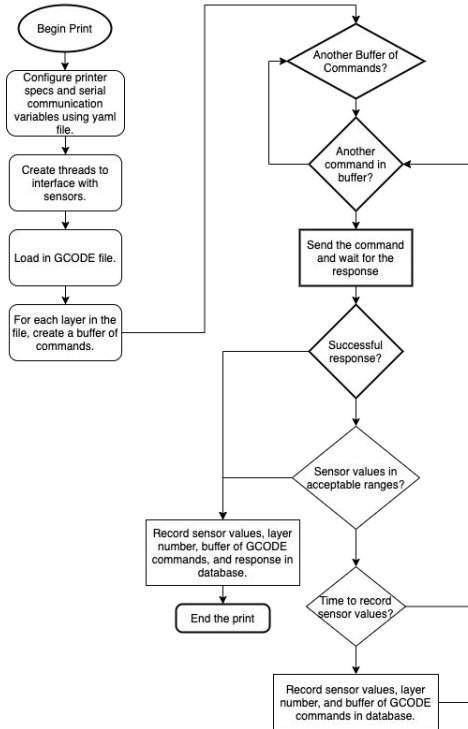 Begin Print
Configure printer
specs and serial
communication
variables using yaml
file.
Create threads to
interface with
sensors.
Load in GCODE file.
For each layer in the
file, create a buffer of
commands.
Another Buffer of
Commands?
Another
command in
buffer?
Send the command
and wait for the
response
Successful
response?
Sensor values in
acceptable ranges?
Record sensor values, layer
number, buffer of GCODE
commands, and response in
database.
End the print
Time to record
sensor values?
Record sensor values, layer
number, and buffer of GCODE
commands in database.